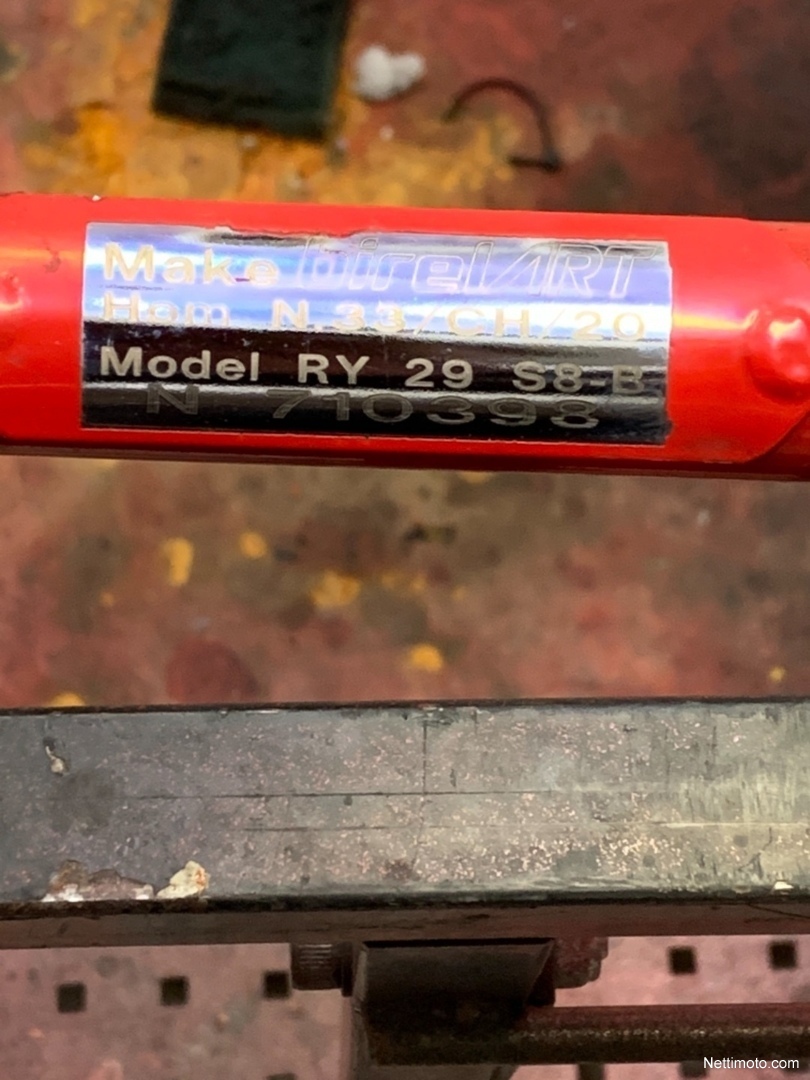 Make birelART
Hom N.33/CH/20
Model RY 29 S8-B
N 710398
Nettimoto.com